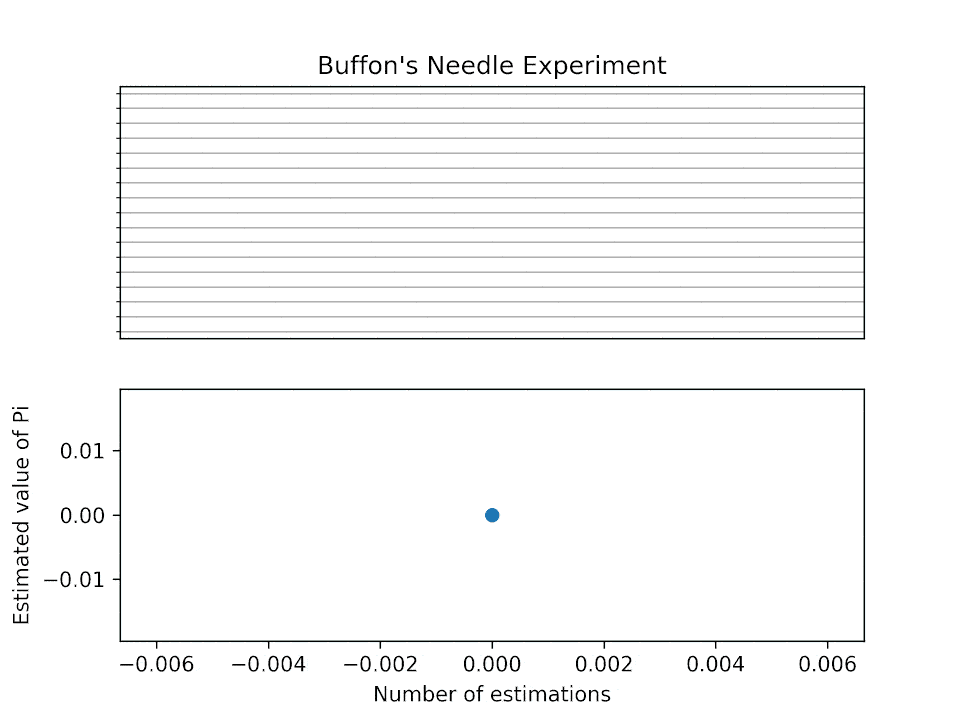 Buffon's Needle Experiment
Estimated value of Pi
0.01
0.00
−0.01
−0.006 −0.004 −0.002 0.000 0.002 0.004 0.006
Number of estimations